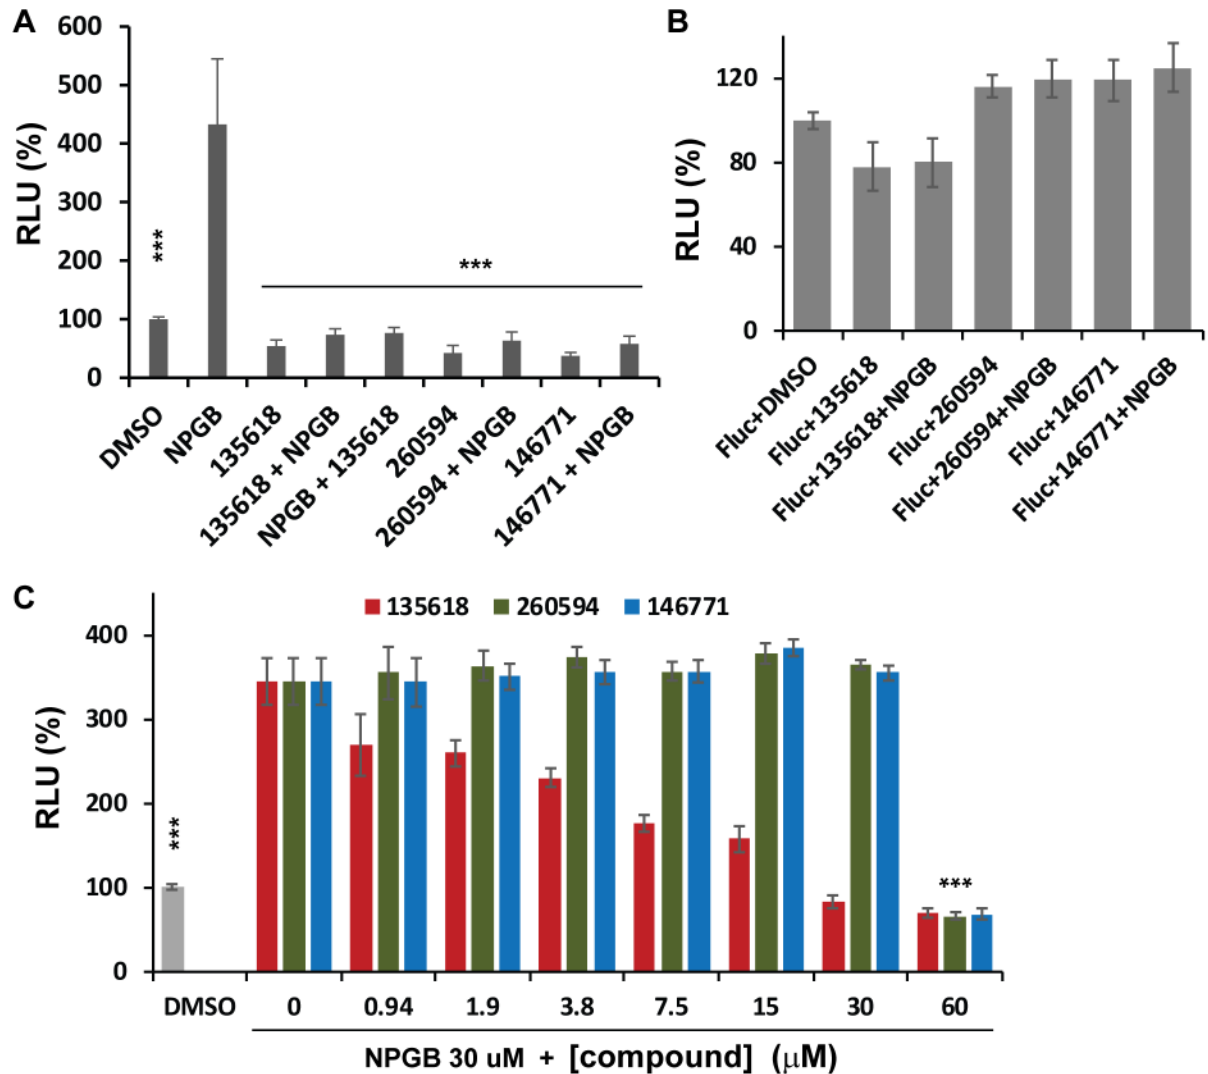 A
600
500
400
300
200
100
0
RLU (%)
***
***
DMSO
NPGB
135618
135618 + NPGB
NPGB + 135618
260594
260594 + NPGB
146771
146771 + NPGB
B
120
80
40
0
RLU (%)
Fluc+DMSO
Fluc+135618
Fluc+135618+NPGB
Fluc+260594
Fluc+260594+NPGB
Fluc+146771
Fluc+146771+NPGB
C
135618 260594 146771
400
300
200
100
0
RLU (%)
***
***
DMSO 0 0.94 1.9 3.8 7.5 15 30 60
NPGB 30 uM + [compound] (μM)